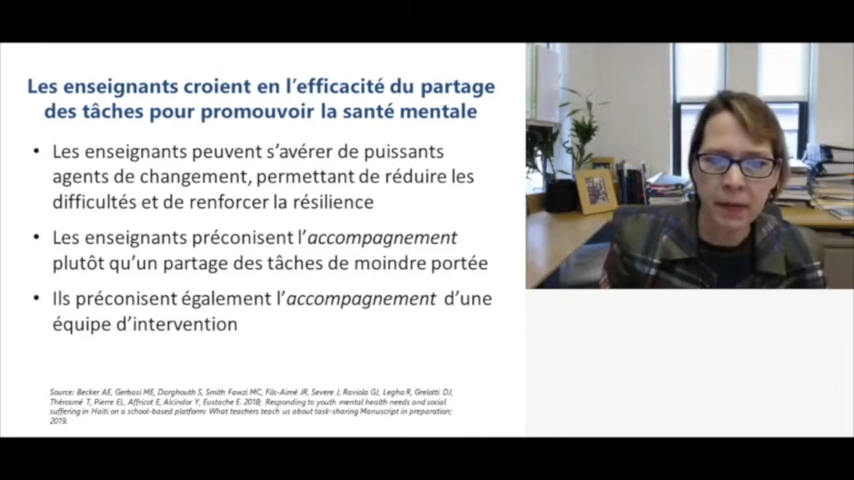 Les enseignants croient en l'efficacité du partage
des tâches pour promouvoir la santé mentale
• Les enseignants peuvent s'avérer de puissants
agents de changement, permettant de réduire les
difficultés et de renforcer la résilience
• Les enseignants préconisent l'accompagnement
plutôt qu'un partage des tâches de moindre portée
• Ils préconisent également l'accompagnement d'une
équipe d'intervention
Source: Becker AE, Gerbasi ME, Darghouth S, Smith Fawzi MC, Fils-Aimé JR, Severe J, Raviola GJ, Legha R, Grelotti DJ,
Thérosmé T, Pierre EL, Affricot E, Alcindor Y, Eustache E. 2018; Responding to youth mental health needs and social
suffering in Haiti on a school-based platform: What teachers teach us about task-sharing Manuscript in preparation;
2019.